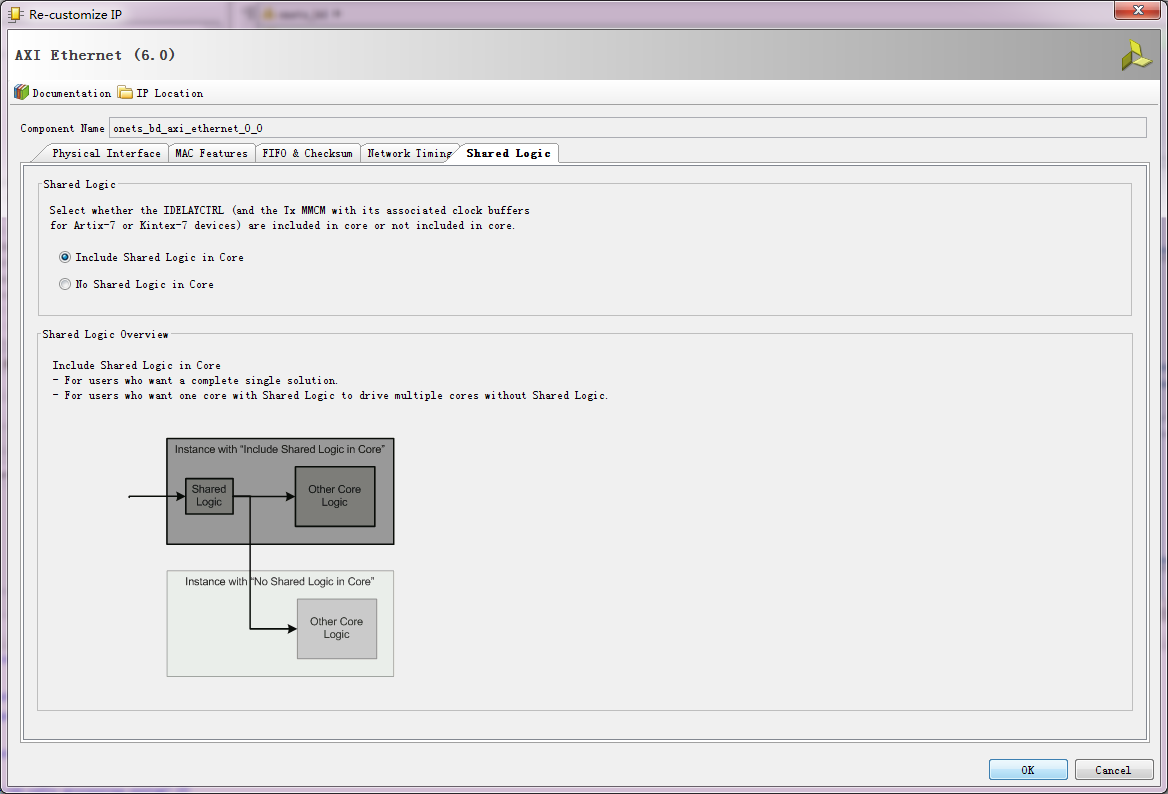 Re-customize IP
AXI Ethernet (6.0)
Documentation IP Location
Component Name onets_bd_axi_ethernet_0_0
Physical Interface MAC Features FIFO & Checksum Network Timing Shared Logic
Shared Logic
Select whether the IDELAYCTRL (and the Tx MMCM with its associated clock buffers
for Artix-7 or Kintex-7 devices) are included in core or not included in core.
Include Shared Logic in Core
No Shared Logic in Core
Shared Logic Overview
Include Shared Logic in Core
- For users who want a complete single solution.
- For users who want one core with Shared Logic to drive multiple cores without Shared Logic.
Instance with "Include Shared Logic in Core"
Shared
Logic
Other Core
Logic
Instance with "No Shared Logic in Core"
Other Core
Logic
OK Cancel